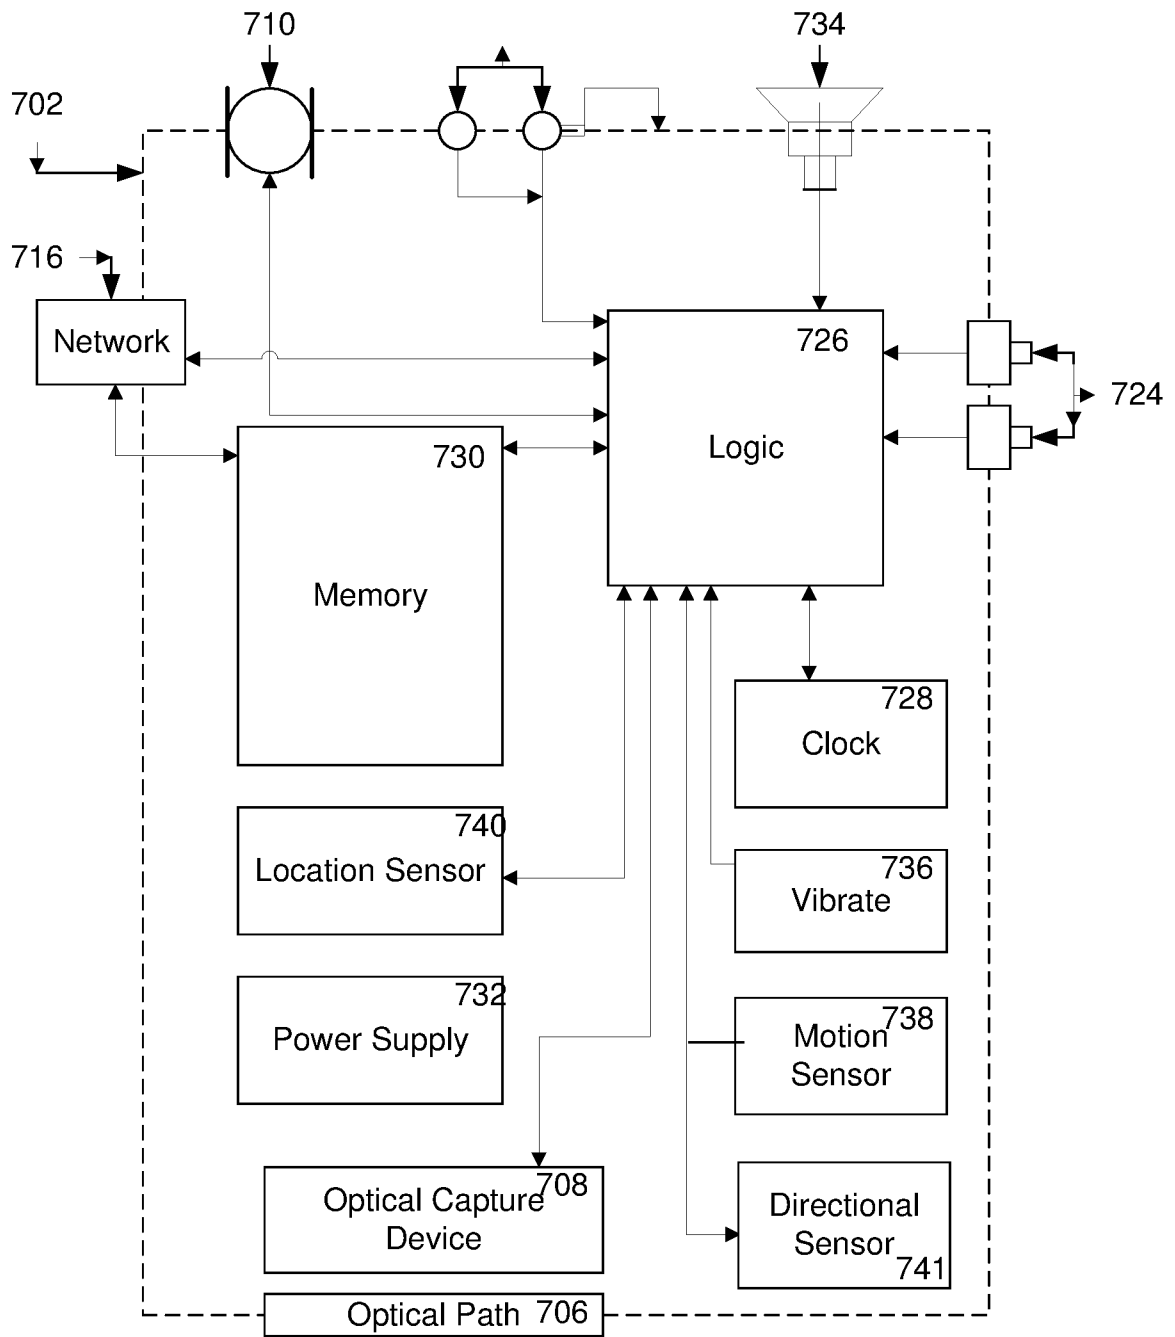 710
734
702
716
Network
726
724
Logic
730
Memory
728
Clock
740
Location Sensor
736
Vibrate
732
Power Supply
738
Motion
Sensor
708
Optical Capture
Device
Directional
Sensor
741
Optical Path 706